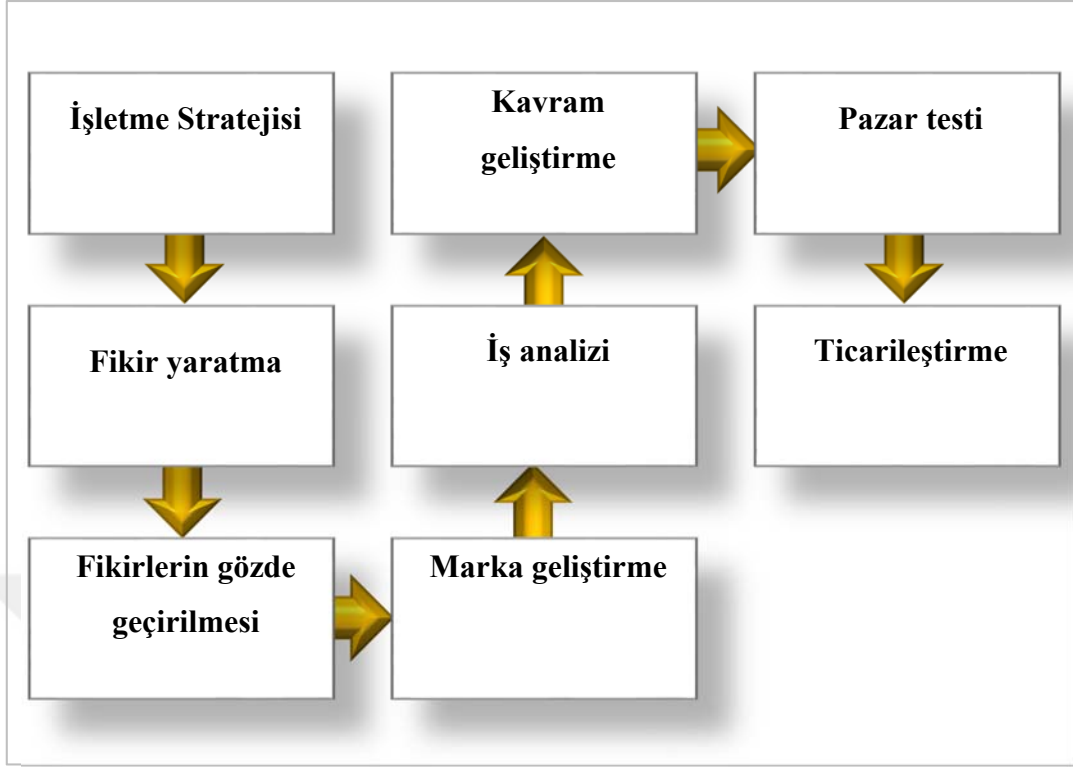 İşletme Stratejisi
Fikir yaratma
Fikirlerin gözde
geçirilmesi
Marka geliştirme
İş analizi
Kavram
geliştirme
Pazar testi
Ticarileştirme